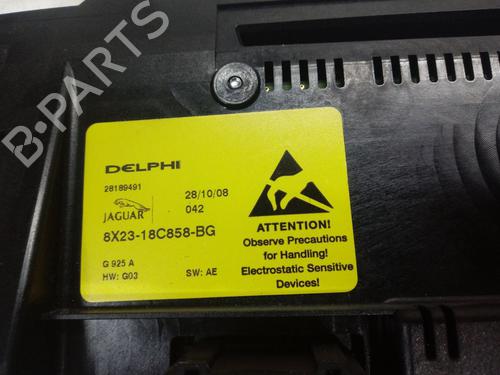 B-PARTS
DELPHI
28189491
28/10/08
JAGUAR
042
8X23-18C858-BG
G 925 A
HW: G03
SW: AE
ATTENTION!
Observe Precautions
for Handling!
Electrostatic Sensitive
Devices!